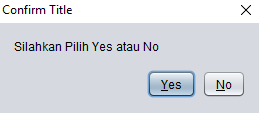 Confirm Title
Silahkan Pilih Yes atau No
Yes No